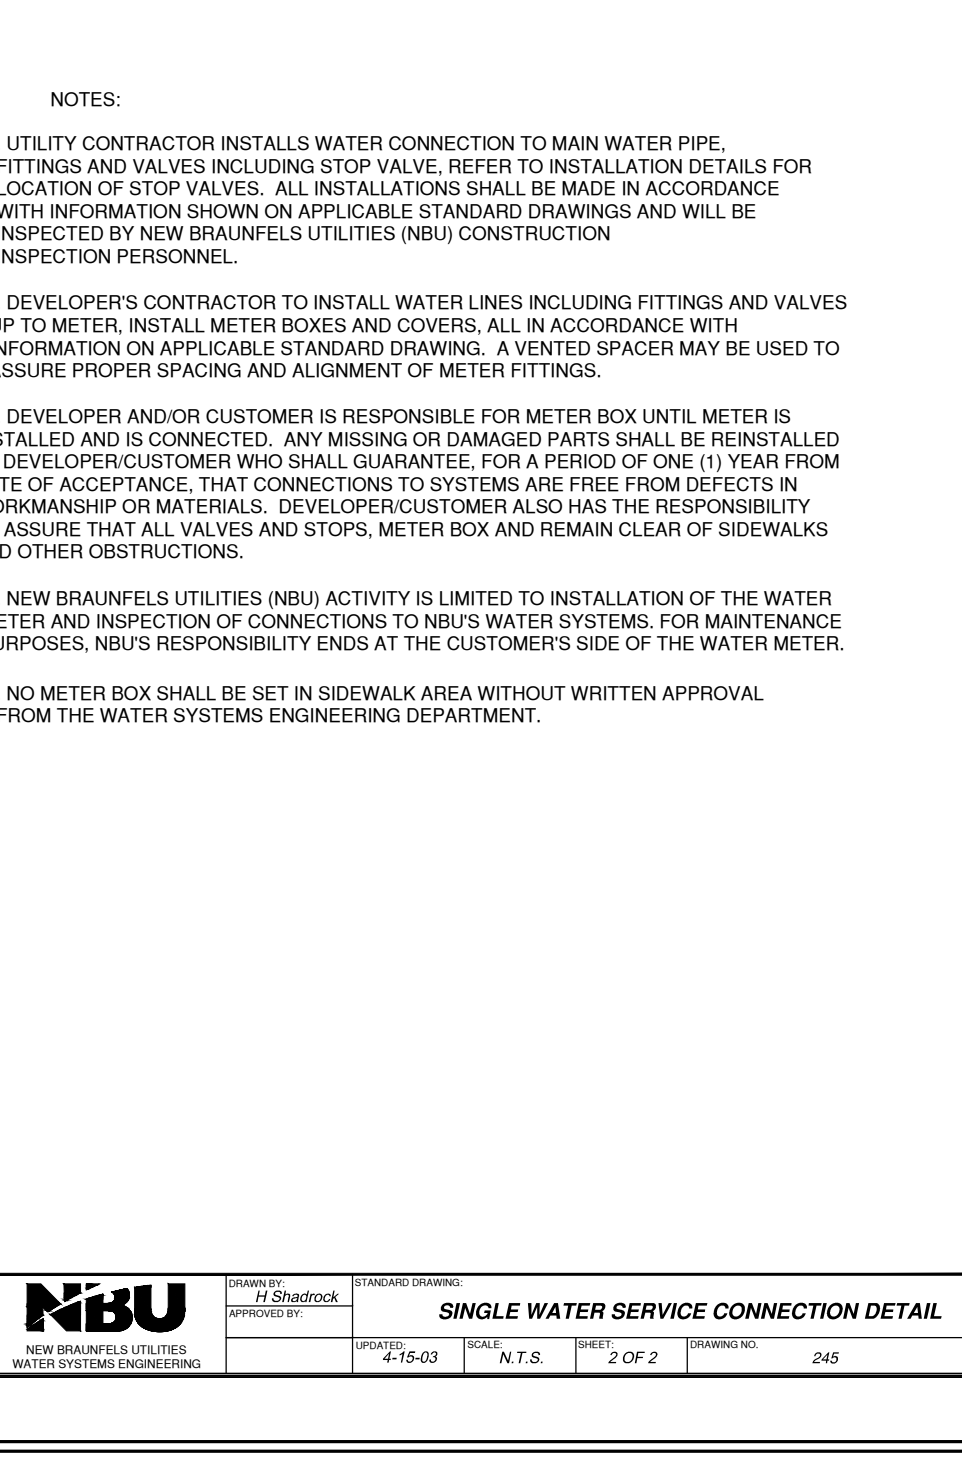 NOTES:
UTILITY CONTRACTOR INSTALLS WATER CONNECTION TO MAIN WATER PIPE,
FITTINGS AND VALVES INCLUDING STOP VALVE, REFER TO INSTALLATION DETAILS FOR
LOCATION OF STOP VALVES.  ALL INSTALLATIONS SHALL BE MADE IN ACCORDANCE
WITH INFORMATION SHOWN ON APPLICABLE STANDARD DRAWINGS AND WILL BE
NSPECTED BY NEW BRAUNFELS UTILITIES (NBU) CONSTRUCTION
NSPECTION PERSONNEL.
DEVELOPER'S CONTRACTOR TO INSTALL WATER LINES INCLUDING FITTINGS AND VALVES
UP TO METER, INSTALL METER BOXES AND COVERS, ALL IN ACCORDANCE WITH
NFORMATION ON APPLICABLE STANDARD DRAWING.  A VENTED SPACER MAY BE USED TO
ASSURE PROPER SPACING AND ALIGNMENT OF METER FITTINGS.
DEVELOPER AND/OR CUSTOMER IS RESPONSIBLE FOR METER BOX UNTIL METER IS
STALLED AND IS CONNECTED.  ANY MISSING OR DAMAGED PARTS SHALL BE REINSTALLED
DEVELOPER/CUSTOMER WHO SHALL GUARANTEE, FOR A PERIOD OF ONE (1) YEAR FROM
TE OF ACCEPTANCE, THAT CONNECTIONS TO SYSTEMS ARE FREE FROM DEFECTS IN
ORKMANSHIP OR MATERIALS.  DEVELOPER/CUSTOMER ALSO HAS THE RESPONSIBILITY
ASSURE THAT ALL VALVES AND STOPS, METER BOX AND REMAIN CLEAR OF SIDEWALKS
D OTHER OBSTRUCTIONS.
NEW BRAUNFELS UTILITIES (NBU) ACTIVITY IS LIMITED TO INSTALLATION OF THE WATER
ETER AND INSPECTION OF CONNECTIONS TO NBU'S WATER SYSTEMS. FOR MAINTENANCE
URPOSES, NBU'S RESPONSIBILITY ENDS AT THE CUSTOMER'S SIDE OF THE WATER METER.
NO METER BOX SHALL BE SET IN SIDEWALK AREA WITHOUT WRITTEN APPROVAL
FROM THE WATER SYSTEMS ENGINEERING DEPARTMENT.
NBU
NEW BRAUNFELS UTILITIES
WATER SYSTEMS ENGINEERING
DRAWN BY:
H Shadrock
APPROVED BY:
STANDARD DRAWING:
SINGLE WATER SERVICE CONNECTION DETAIL
UPDATED:
4-15-03
SCALE:
N.T.S.
SHEET:
2 OF 2
DRAWING NO.
245